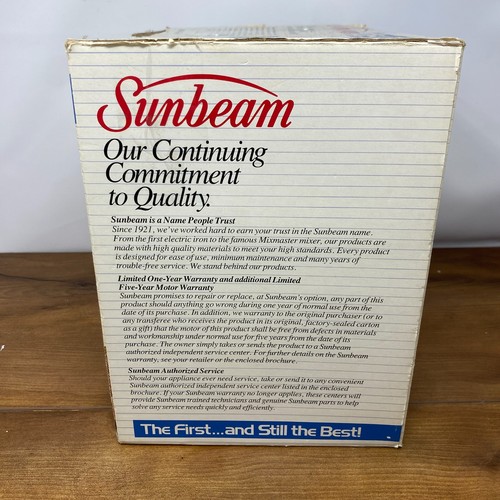 Sunbeam
Our Continuing
Commitment
to Quality.
Sunbeam is a Name People Trust
Since 1921, we've worked hard to earn your trust in the Sunbeam name.
From the first electric iron to the famous Mixmaster mixer, our products are
made with high quality materials to meet your high standards. Every product
is designed for ease of use, minimum maintenance and many years of
trouble-free service. We stand behind our products.
Limited One-Year Warranty and additional Limited
Five-Year Motor Warranty
Sunbeam promises to repair or replace, at Sunbeam's option, any part of this
product should anything go wrong during one year of normal use from the
date of its purchase. In addition, we warranty to the original purchaser (or to
any transferee who receives the product in its original, factory-sealed carton
as a gift) that the motor of this product shall be free from defects in materials
and workmanship under normal use for five years from the date of its
purchase. The owner simply takes or sends the product to a Sunbeam
authorized independent service center. For further details on the Sunbeam
warranty, see your retailer or the enclosed brochure.
Sunbeam Authorized Service
Should your appliance ever need service, take or send it to any convenient
Sunbeam authorized independent service center listed in the enclosed
brochure. If your Sunbeam warranty no longer applies, these centers will
provide Sunbeam trained technicians and genuine Sunbeam parts to help
solve any service needs quickly and efficiently.
The First...and Still the Best!